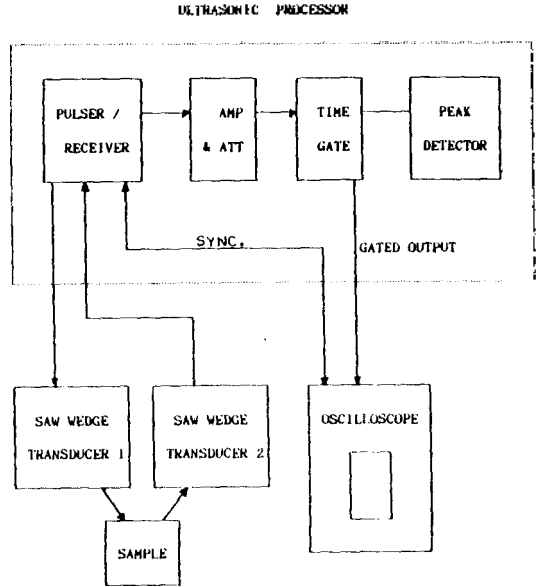 ULTRASONIC PROCESSOR
PULSER /
RECEIVER
AMP
& ATT
TIME
GATE
PEAK
DETECTOR
SYNC.
GATED OUTPUT
SAW WEDGE
TRANSDUCER 1
SAW WEDGE
TRANSDUCER 2
OSCILLOSCOPE
SAMPLE